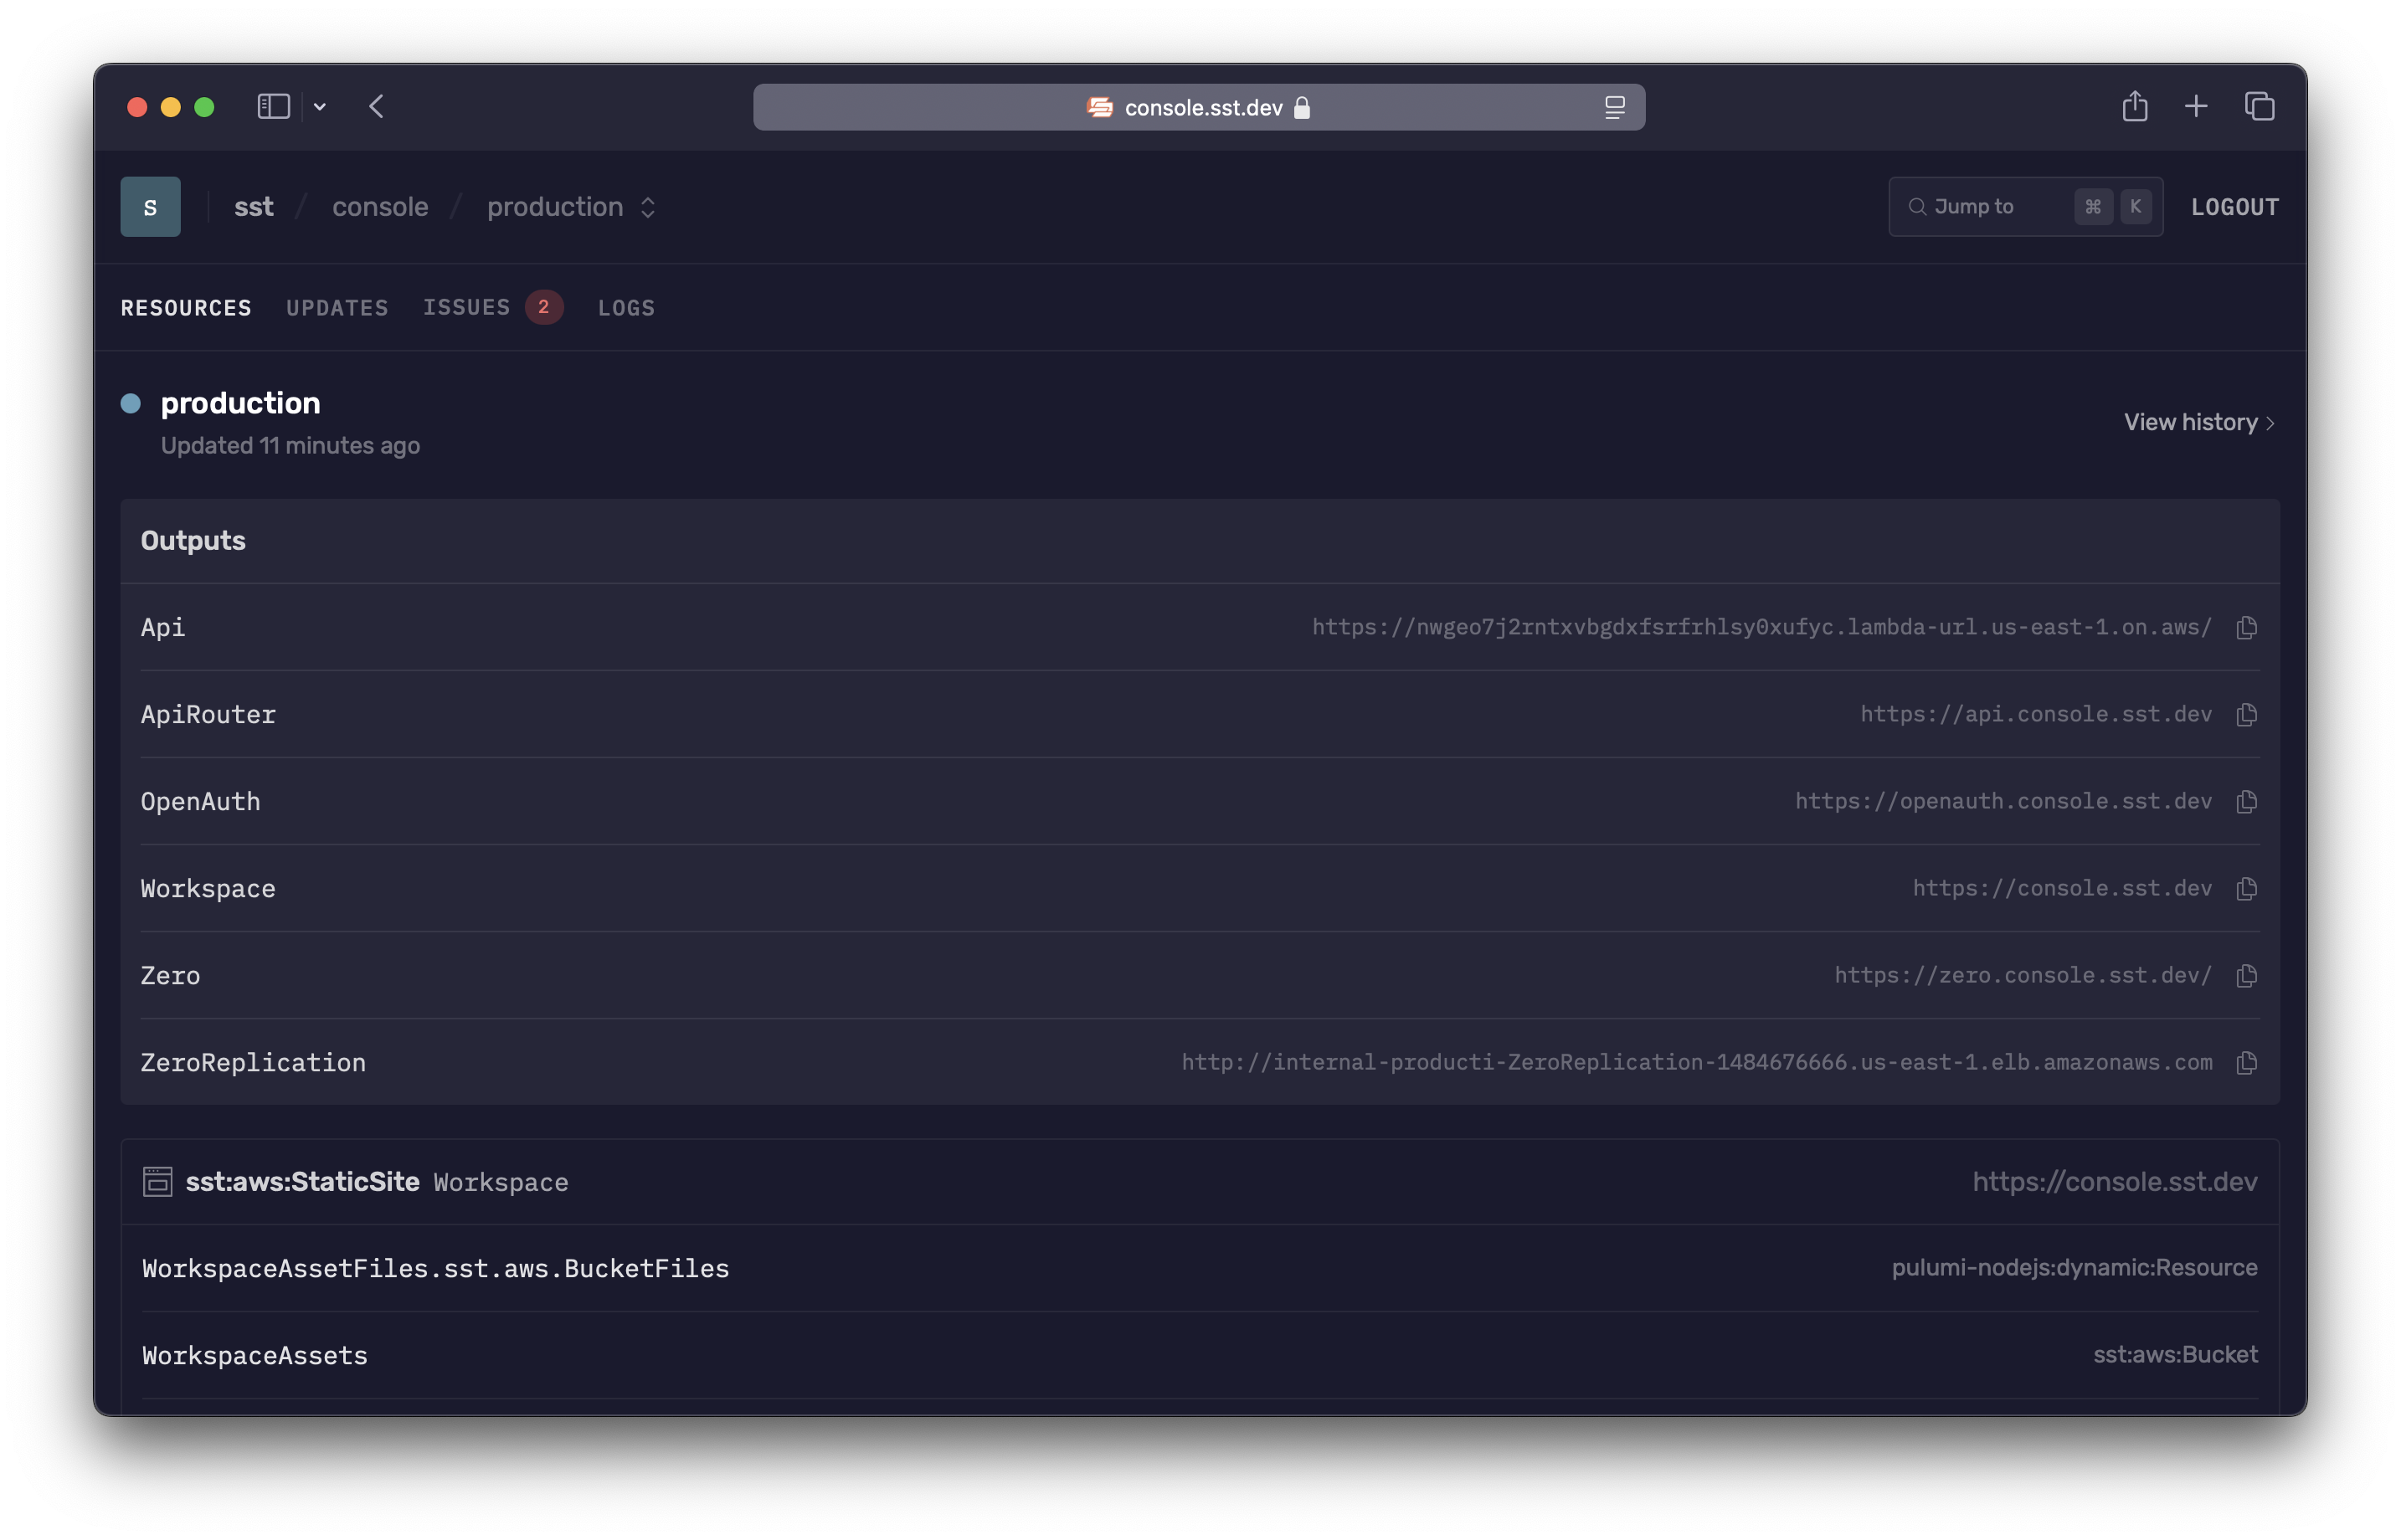 console.sst.dev
S sst / console / production Jump to ⌘ K LOGOUT
RESOURCES UPDATES ISSUES 2 LOGS
production
Updated 11 minutes ago
View history
Outputs
Api https://nwgeo7j2rntxvbgdxfsrfrhlsy0xufyc.lambda-url.us-east-1.on.aws/
ApiRouter https://api.console.sst.dev
OpenAuth https://openauth.console.sst.dev
Workspace https://console.sst.dev
Zero https://zero.console.sst.dev/
ZeroReplication http://internal-producti-ZeroReplication-1484676666.us-east-1.elb.amazonaws.com
sst:aws:StaticSite Workspace https://console.sst.dev
WorkspaceAssetFiles.sst.aws.BucketFiles pulumi-nodejs:dynamic:Resource
WorkspaceAssets sst:aws:Bucket